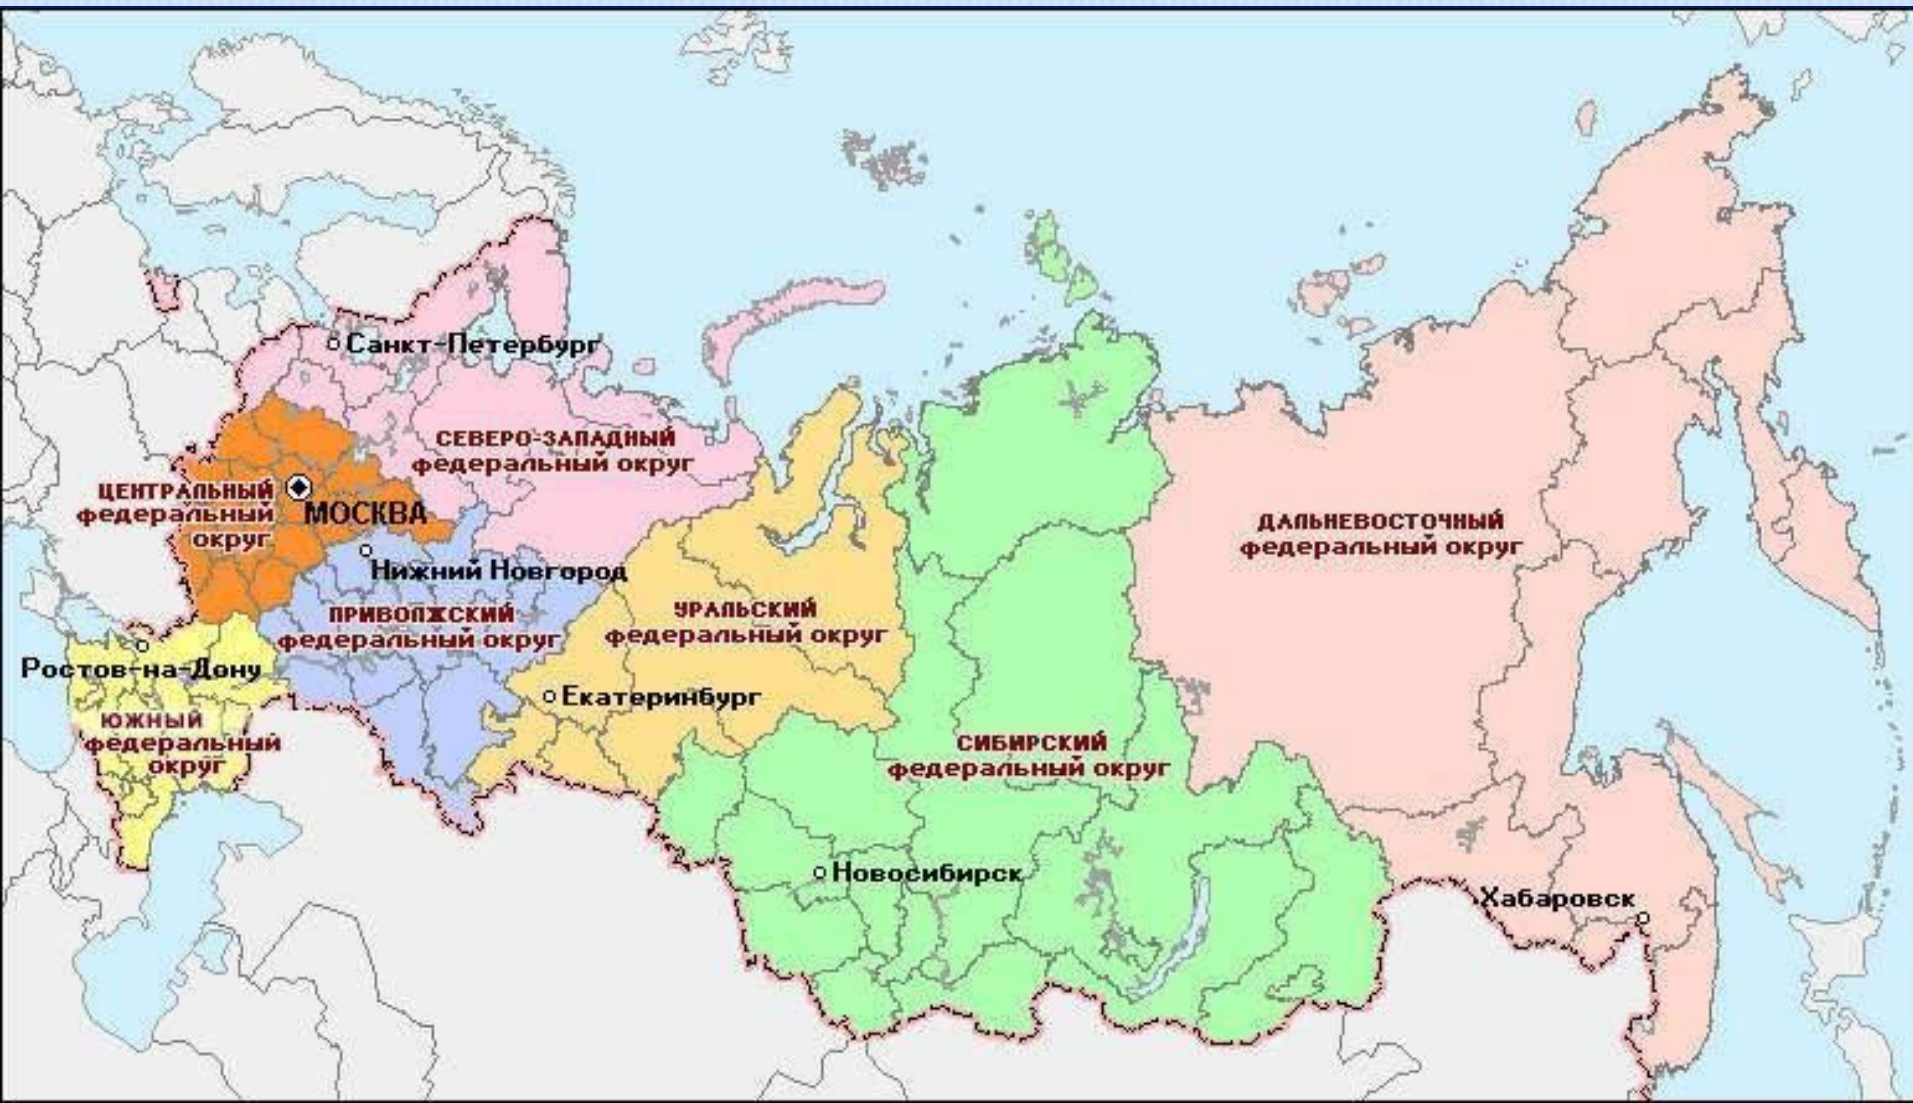 Санкт-Петербург
СЕВЕРО-ЗАПАДНЫЙ
федеральный округ
ЦЕНТРАЛЬНЫЙ
федеральный
округ
МОСКВА
Нижний Новгород
ПРИВОЛЖСКИЙ
федеральный округ
УРАЛЬСКИЙ
федеральный округ
ДАЛЬНЕВОСТОЧНЫЙ
федеральный округ
Ростов-на-Дону
Екатеринбург
ЮЖНЫЙ
федеральный
округ
СИБИРСКИЙ
федеральный округ
Новосибирск
Хабаровск